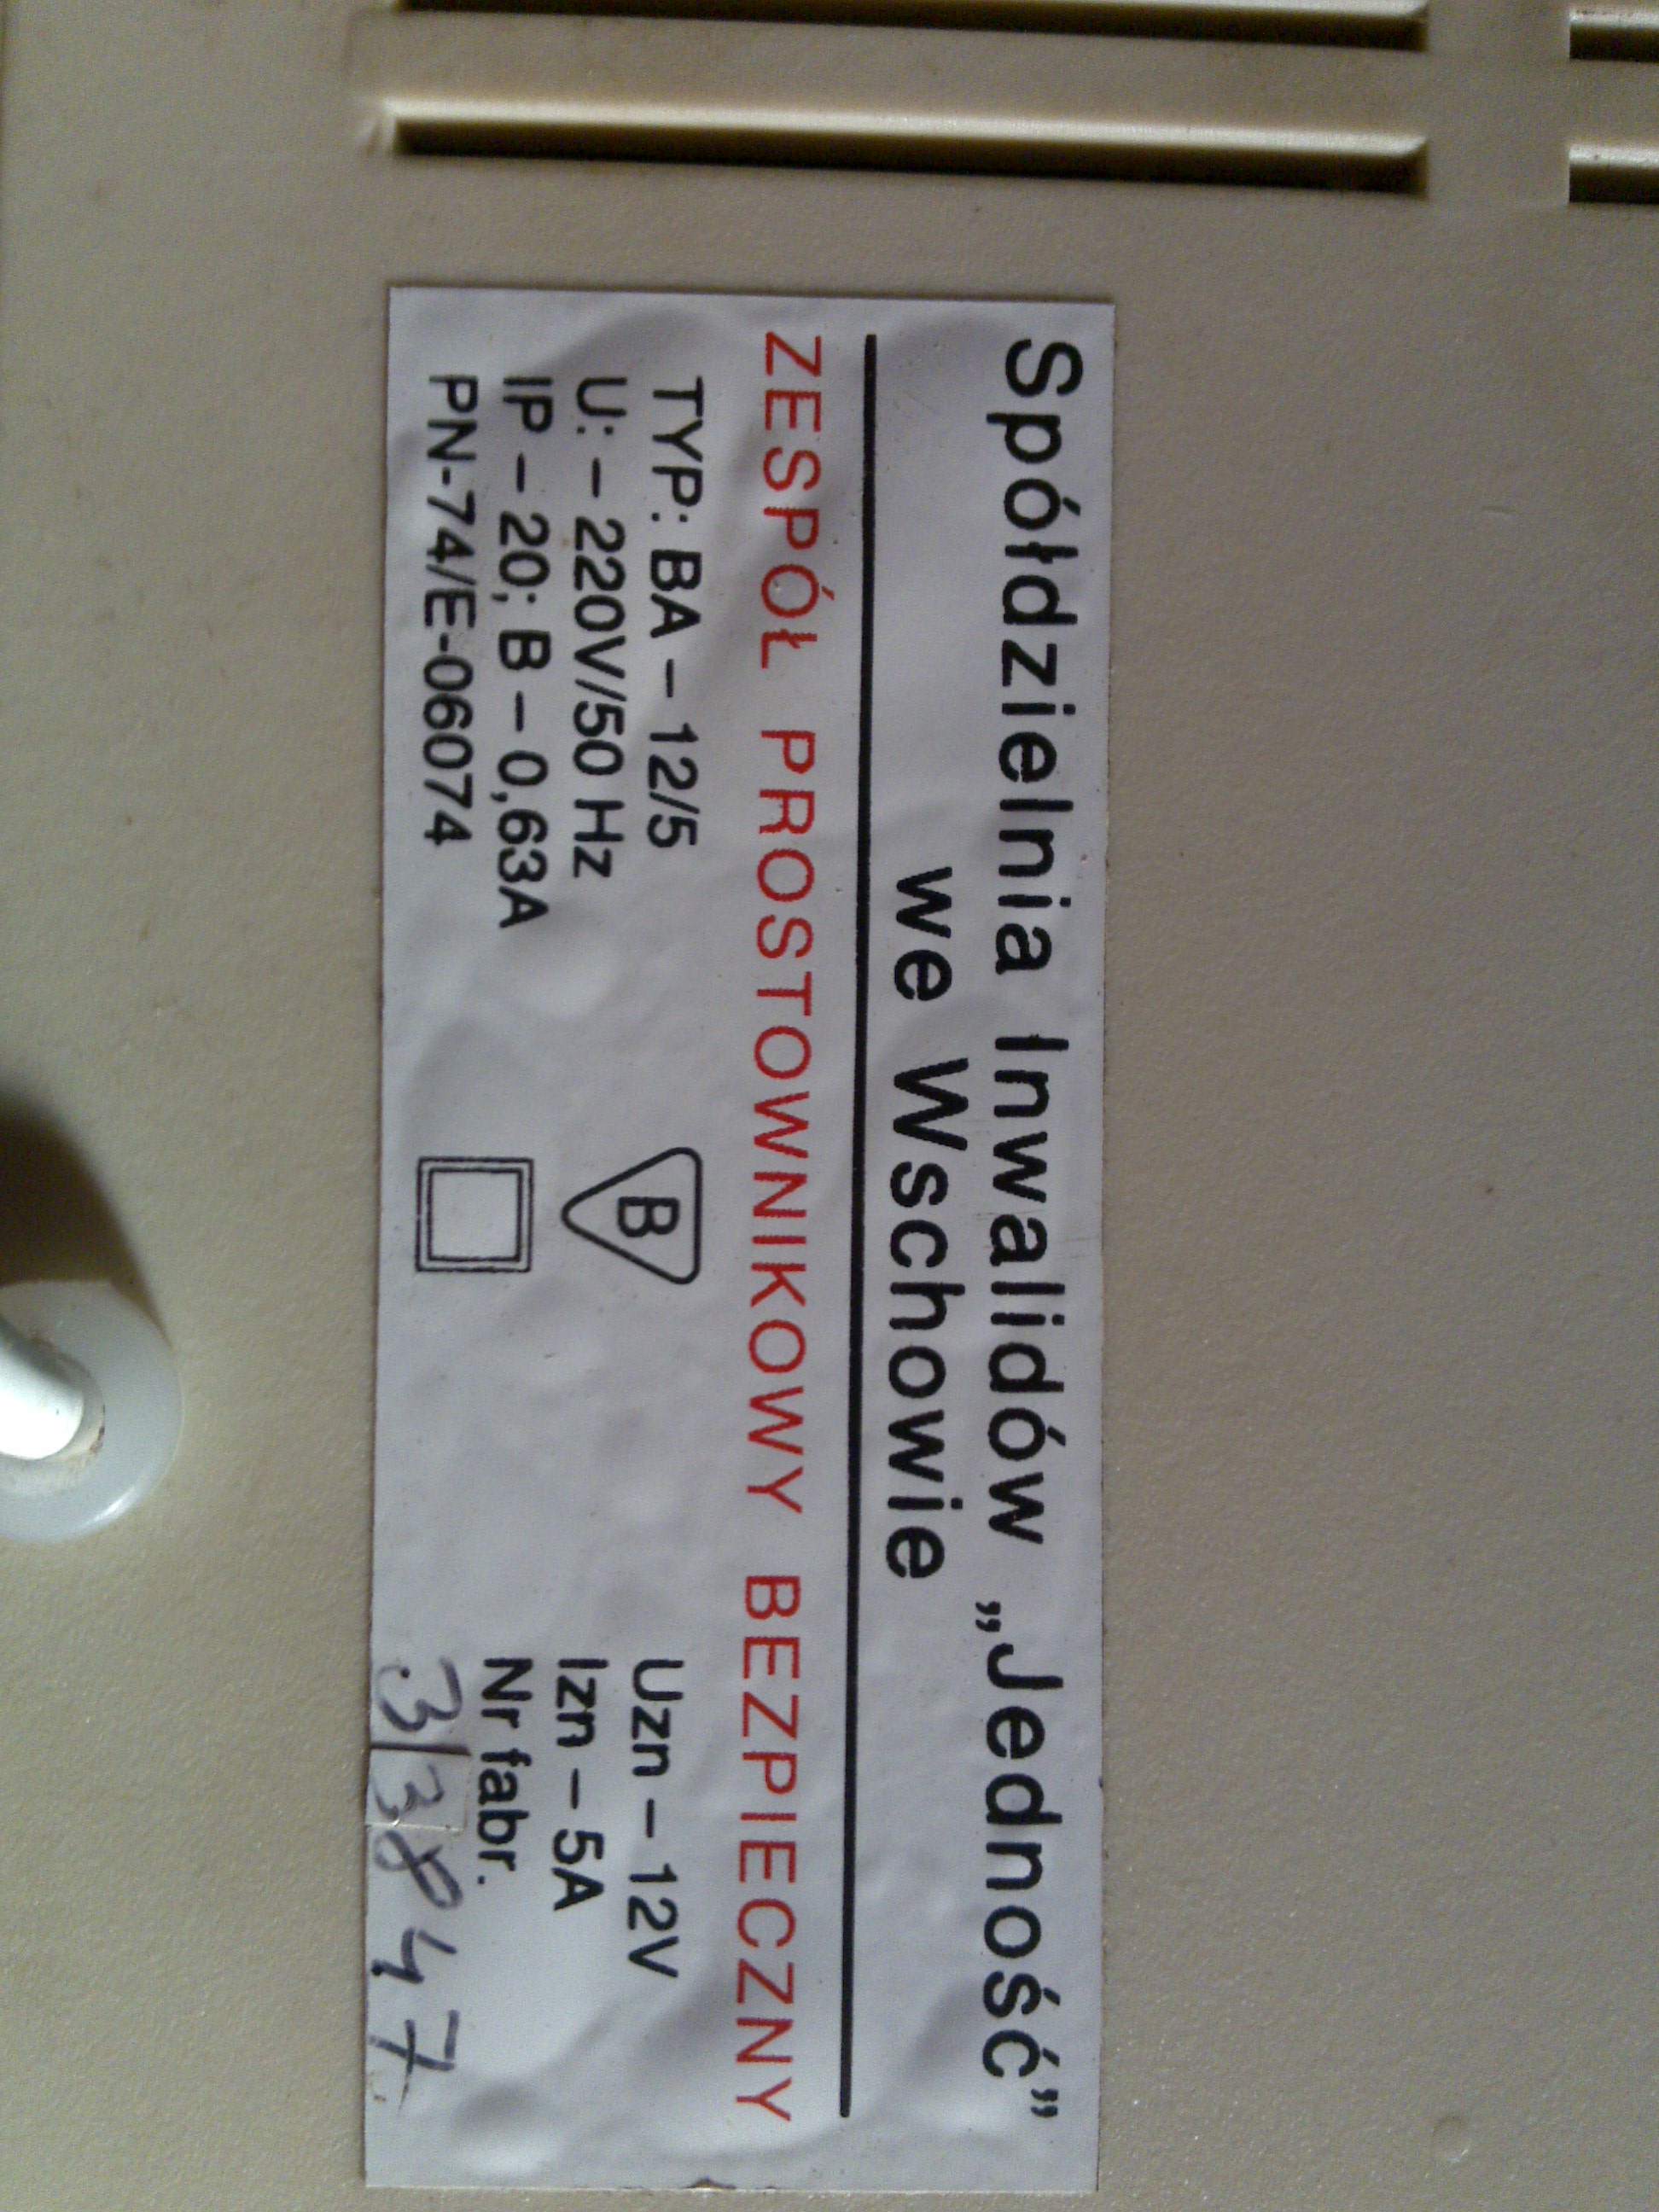 Spółdzielnia Inwalidów „Jedność”
we Wschowie
ZESPÓŁ PROSTOWNIKOWY BEZPIECZNY
TYP: BA – 12/5
U: – 220V/50 Hz
IP – 20; B – 0,63A
PN-74/E-06074
B
Uzn – 12V
Izn – 5A
Nr fabr.
3/3847